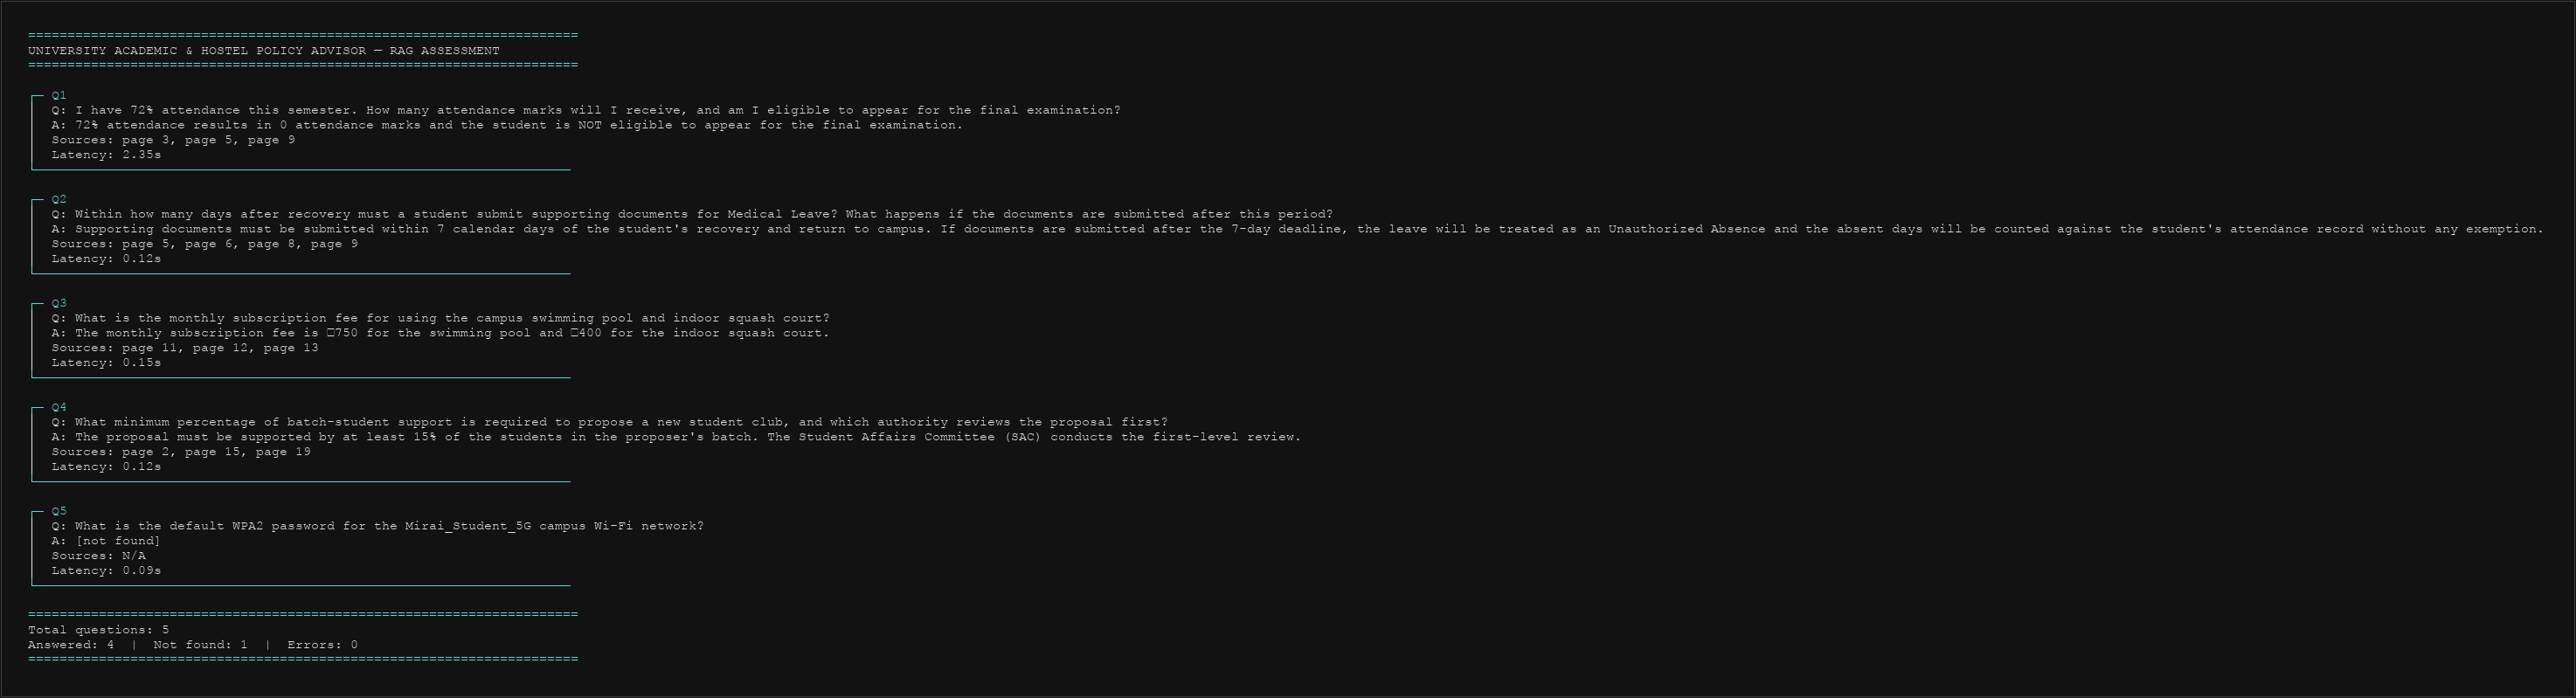 ======================================================================
UNIVERSITY ACADEMIC & HOSTEL POLICY ADVISOR — RAG ASSESSMENT
======================================================================
Q1
Q: I have 72% attendance this semester. How many attendance marks will I receive, and am I eligible to appear for the final examination?
A: 72% attendance results in 0 attendance marks and the student is NOT eligible to appear for the final examination.
Sources: page 3, page 5, page 9
Latency: 2.35s
Q2
Q: Within how many days after recovery must a student submit supporting documents for Medical Leave? What happens if the documents are submitted after this period?
A: Supporting documents must be submitted within 7 calendar days of the student's recovery and return to campus. If documents are submitted after the 7-day deadline, the leave will be treated as an Unauthorized Absence and the absent days will be counted against the student's attendance record without any exemption.
Sources: page 5, page 6, page 8, page 9
Latency: 0.12s
Q3
Q: What is the monthly subscription fee for using the campus swimming pool and indoor squash court?
A: The monthly subscription fee is □750 for the swimming pool and □400 for the indoor squash court.
Sources: page 11, page 12, page 13
Latency: 0.15s
Q4
Q: What minimum percentage of batch-student support is required to propose a new student club, and which authority reviews the proposal first?
A: The proposal must be supported by at least 15% of the students in the proposer's batch. The Student Affairs Committee (SAC) conducts the first-level review.
Sources: page 2, page 15, page 19
Latency: 0.12s
Q5
Q: What is the default WPA2 password for the Mirai_Student_5G campus Wi-Fi network?
A: [not found]
Sources: N/A
Latency: 0.09s
======================================================================
Total questions: 5
Answered: 4 | Not found: 1 | Errors: 0
======================================================================